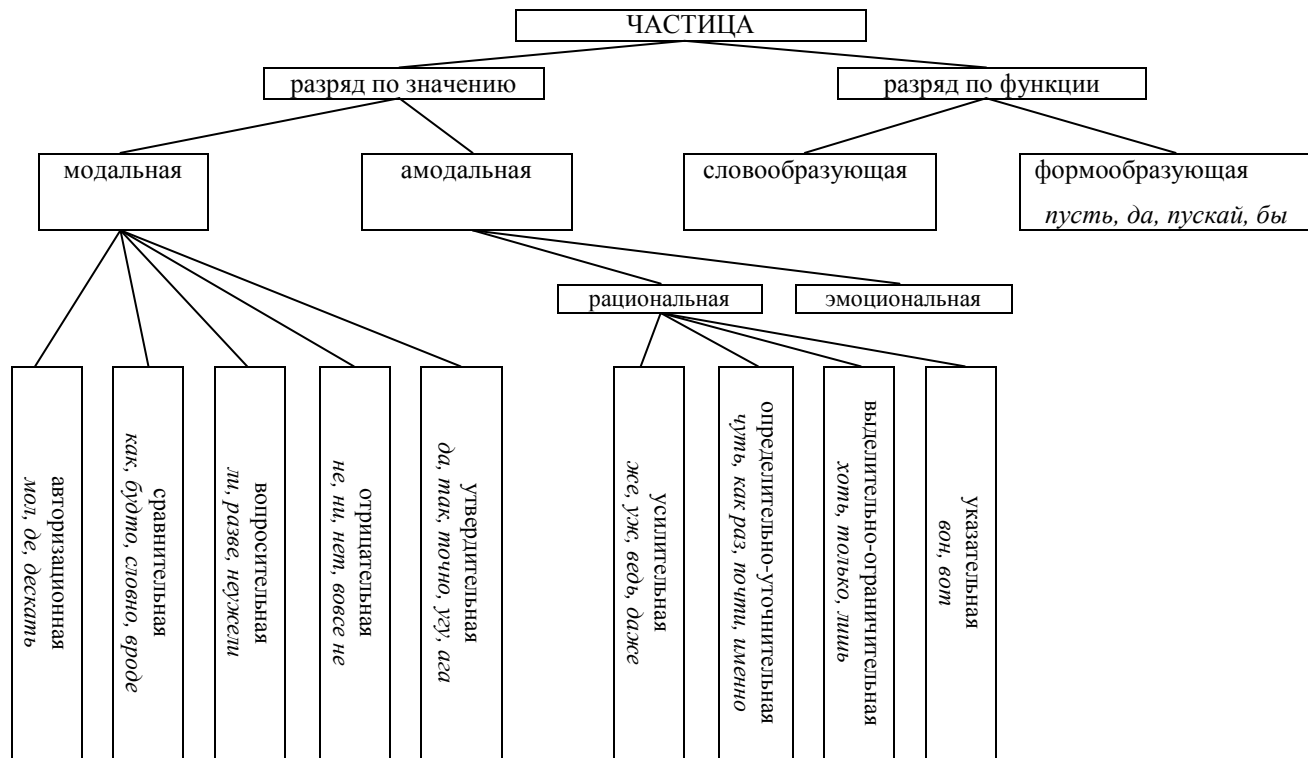 ЧАСТИЦА
разряд по значению
разряд по функции
модальная
амодальная
словообразующая
формообразующая
пусть, да, пускай, бы
рациональная
эмоциональная
авторизационная
мол, де, дескать
сравнительная
как, будто, словно, вроде
вопросительная
ли, разве, неужели
отрицательная
не, ни, нет, вовсе не
утвердительная
да, так, точно, угу, ага
усилительная
же, уж, ведь, даже
определительно-уточнительная
чуть, как раз, почти, именно
выделительно-ограничительная
хоть, только, лишь
указательная
вон, вот